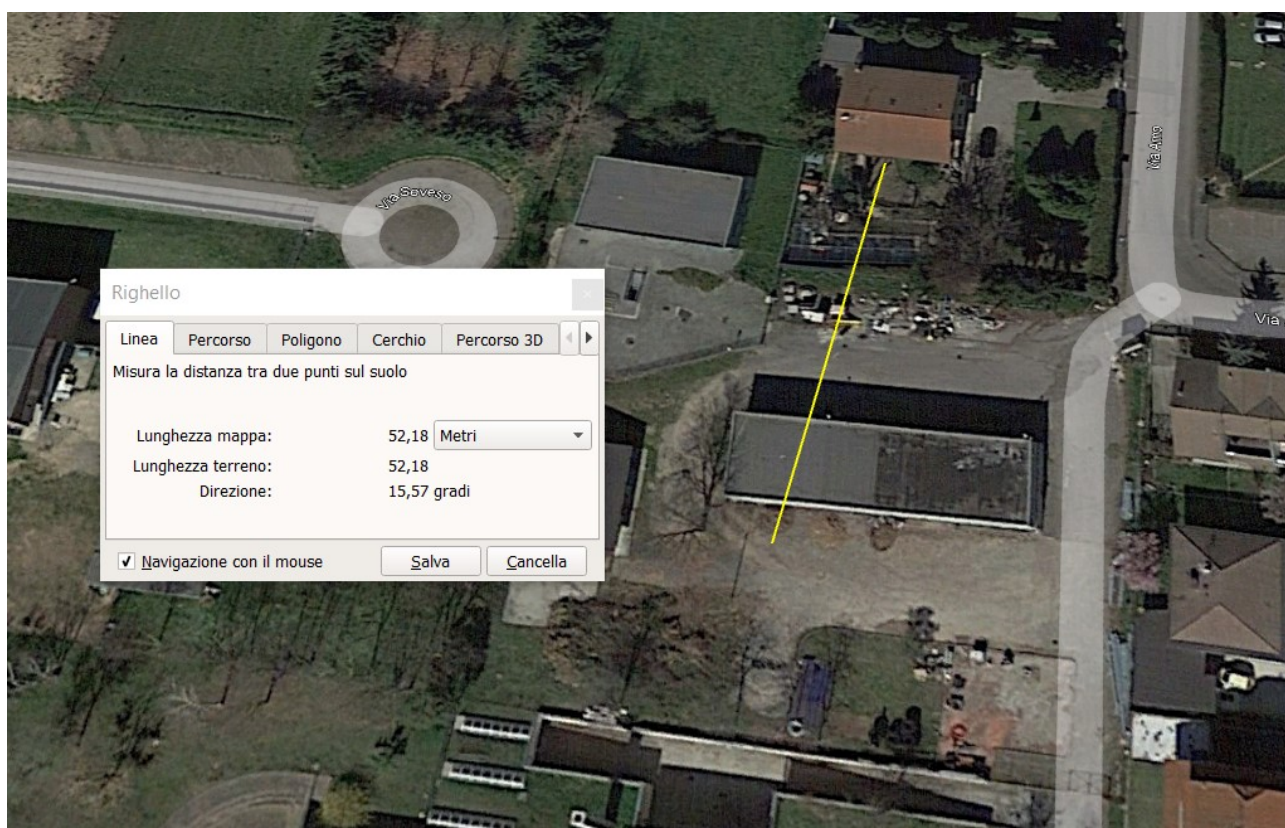 Via Seveso
Via Arno
Via
Righello
Linea
Percorso
Poligono
Cerchio
Percorso 3D
Misura la distanza tra due punti sul suolo
Lunghezza mappa: 52,18 Metri
Lunghezza terreno: 52,18
Direzione: 15,57 gradi
Navigazione con il mouse
Salva
Cancella